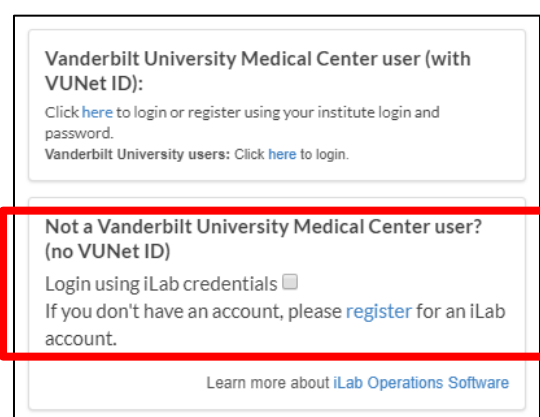 Vanderbilt University Medical Center user (with
VUNet ID):
Click here to login or register using your institute login and
password.
Vanderbilt University users: Click here to login.
Not a Vanderbilt University Medical Center user?
(no VUNet ID)
Login using iLab credentials
If you don't have an account, please register for an iLab
account.
Learn more about iLab Operations Software